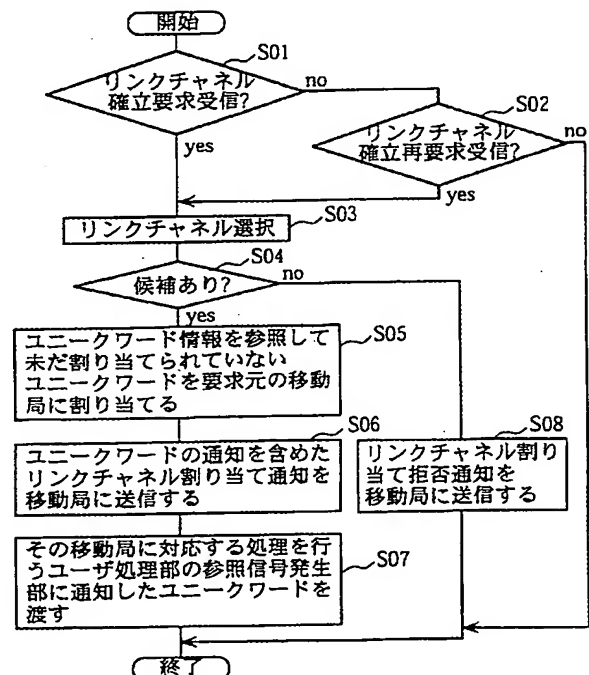 開始
S01
リンクチャネル
確立要求受信?
no
S02
リンクチャネル
確立再要求受信?
no
yes
yes
リンクチャネル選択
S03
S04
候補あり?
no
yes
ユニークワード情報を参照して
未だ割り当てられていない
ユニークワードを要求元の移動
局に割り当てる
S05
S06
ユニークワードの通知を含めた
リンクチャネル割り当て通知を
移動局に送信する
S08
リンクチャネル割り
当て拒否通知を
移動局に送信する
その移動局に対応する処理を行
うユーザ処理部の参照信号発生
部に通知したユニークワードを
渡す
S07
終了